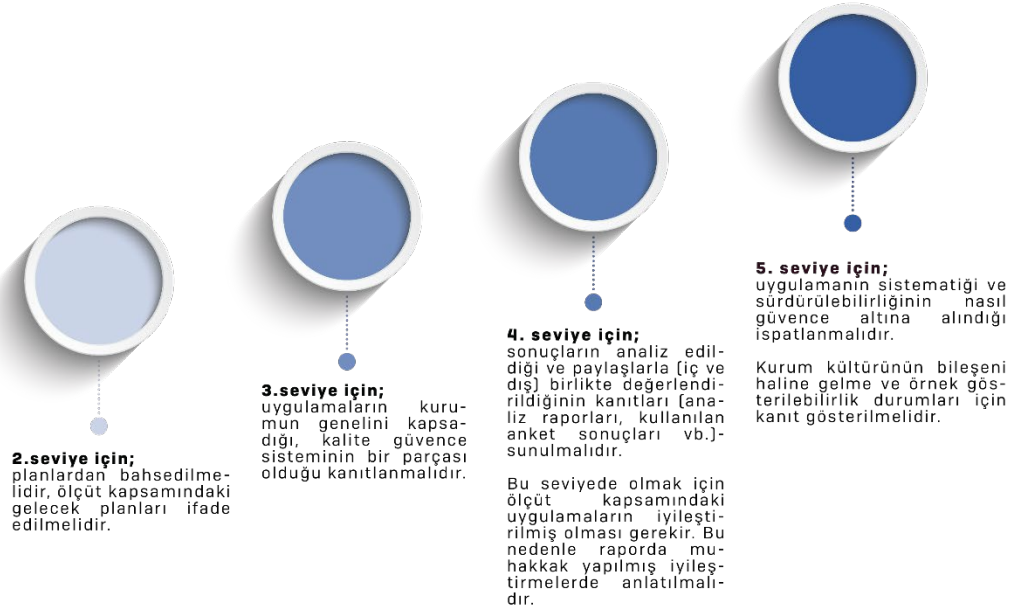 2.seviye için;
planlardan bahsedilme-
lidir, ölçüt kapsamındaki
gelecek planları ifade
edilmelidir.
3.seviye için;
uygulamaların kuru-
mun genelini kapsa-
dığı, kalite güvence
sisteminin bir parçası
olduğu kanıtlanmalıdır.
4. seviye için;
sonuçların analiz edil-
diği ve paylaşlarla (iç ve
dış) birlikte değerlendi-
rildiğinin kanıtları (ana-
liz raporları, kullanılan
anket sonuçları vb.)-
sunulmalıdır.
Bu seviyede olmak için
ölçüt kapsamındaki
uygulamaların iyileşti-
rilmiş olması gerekir. Bu
nedenle raporda mu-
hakkak yapılmış iyileş-
tirmelerde anlatılmalı-
dır.
5. seviye için;
uygulamanın sistematiği ve
sürdürülebilirliğinin nasıl
güvence altına alındığı
ispatlanmalıdır.
Kurum kültürünün bileşeni
haline gelme ve örnek gös-
terilebilirlik durumları için
kanıt gösterilmelidir.